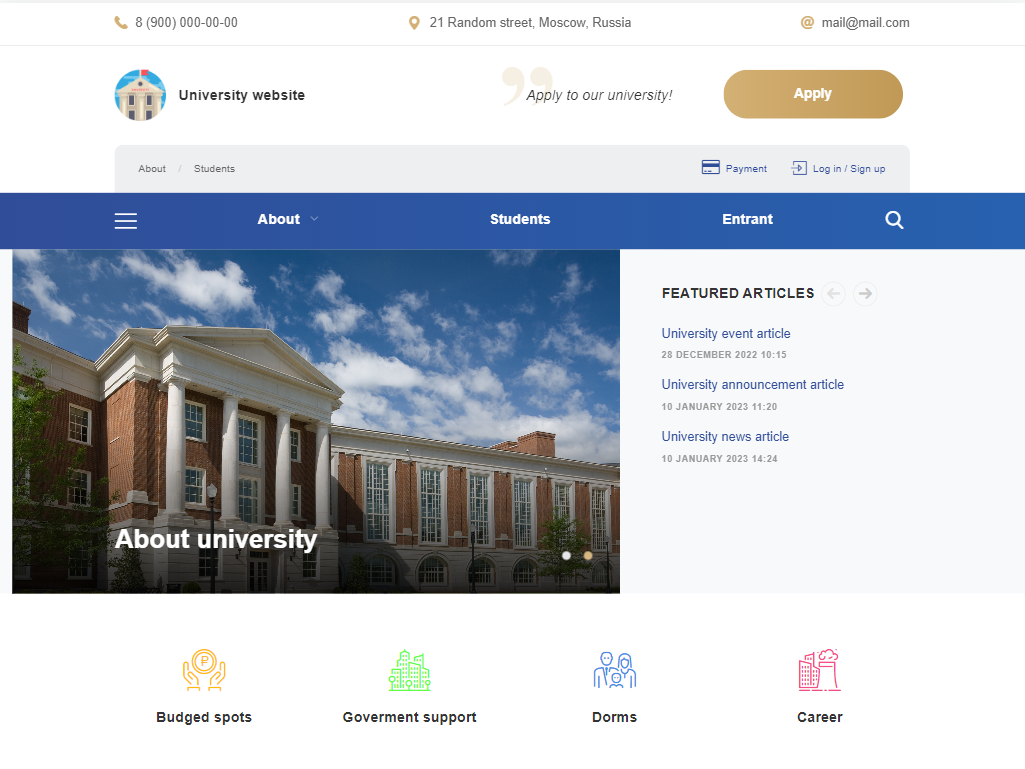 8 (900) 000-00-00
21 Random street, Moscow, Russia
mail@mail.com
University website
Apply to our university!
Apply
About / Students
Payment
Log in / Sign up
About
Students
Entrant
About university
FEATURED ARTICLES
University event article
28 DECEMBER 2022 10:15
University announcement article
10 JANUARY 2023 11:20
University news article
10 JANUARY 2023 14:24
Budged spots
Goverment support
Dorms
Career